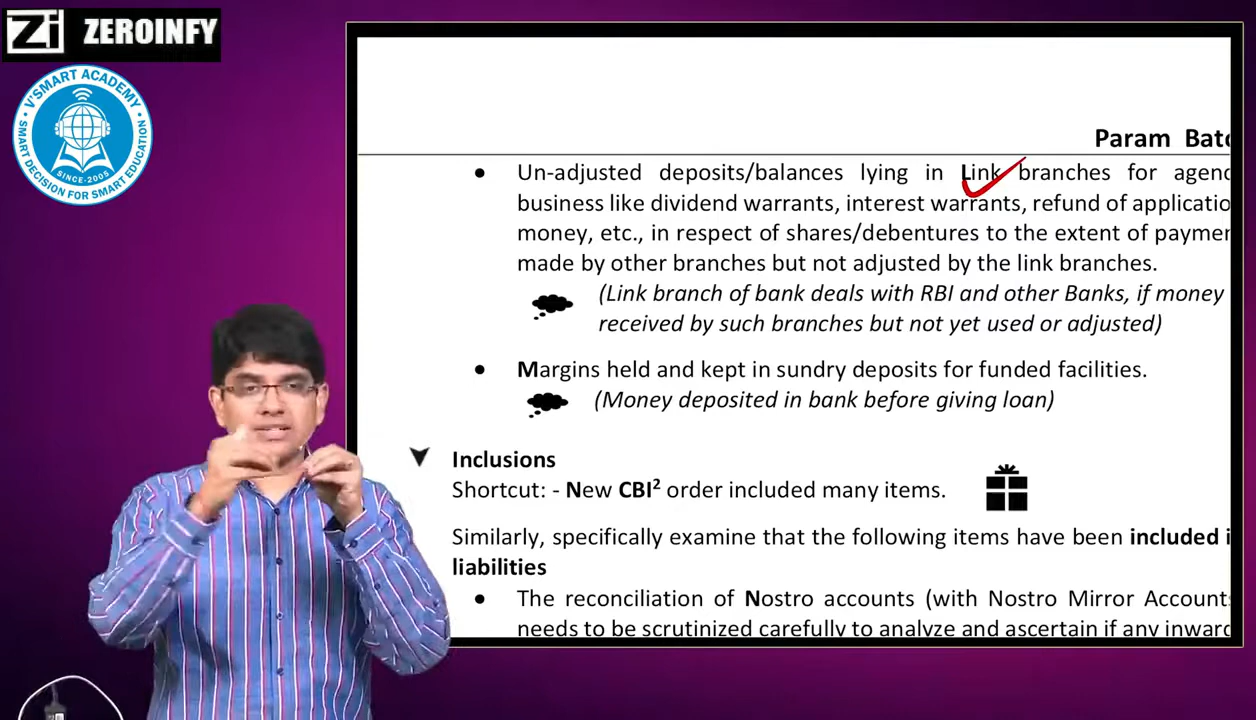 Zi ZEROINFY
V'SMART ACADEMY
SINCE-2005
SMART DECISION FOR SMART EDUCATION
Param Batc
• Un-adjusted deposits/balances lying in Link branches for agenc
business like dividend warrants, interest warrants, refund of applicatio
money, etc., in respect of shares/debentures to the extent of paymen
made by other branches but not adjusted by the link branches.
(Link branch of bank deals with RBI and other Banks, if money
received by such branches but not yet used or adjusted)
• Margins held and kept in sundry deposits for funded facilities.
(Money deposited in bank before giving loan)
Inclusions
Shortcut: - New CBI² order included many items.
Similarly, specifically examine that the following items have been included i
liabilities
• The reconciliation of Nostro accounts (with Nostro Mirror Accounts
needs to be scrutinized carefully to analyze and ascertain if any inward